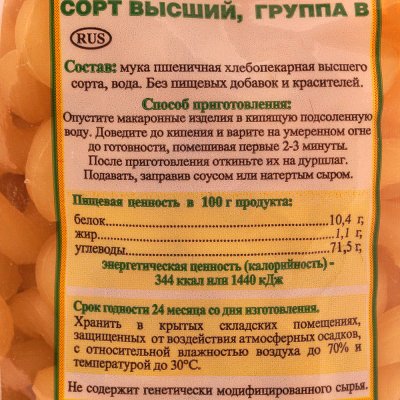 СОРТ ВЫСШИЙ, ГРУППА В
RUS
Состав: мука пшеничная хлебопекарная высшего
сорта, вода. Без пищевых добавок и красителей.
Способ приготовления:
Опустите макаронные изделия в кипящую подсоленную
воду. Доведите до кипения и варите на умеренном огне
до готовности, помешивая первые 2-3 минуты.
После приготовления откиньте их на дуршлаг.
Подавать, заправив соусом или натертым сыром.
Пищевая ценность в 100 г продукта:
белок 10,4 г,
жир 1,1 г,
углеводы 71,5 г,
энергетическая ценность (калорийность) -
344 ккал или 1440 кДж
Срок годности 24 месяца со дня изготовления.
Хранить в крытых складских помещениях,
защищенных от воздействия атмосферных осадков,
с относительной влажностью воздуха до 70% и
температурой до 30°С.
Не содержит генетически модифицированного сырья.